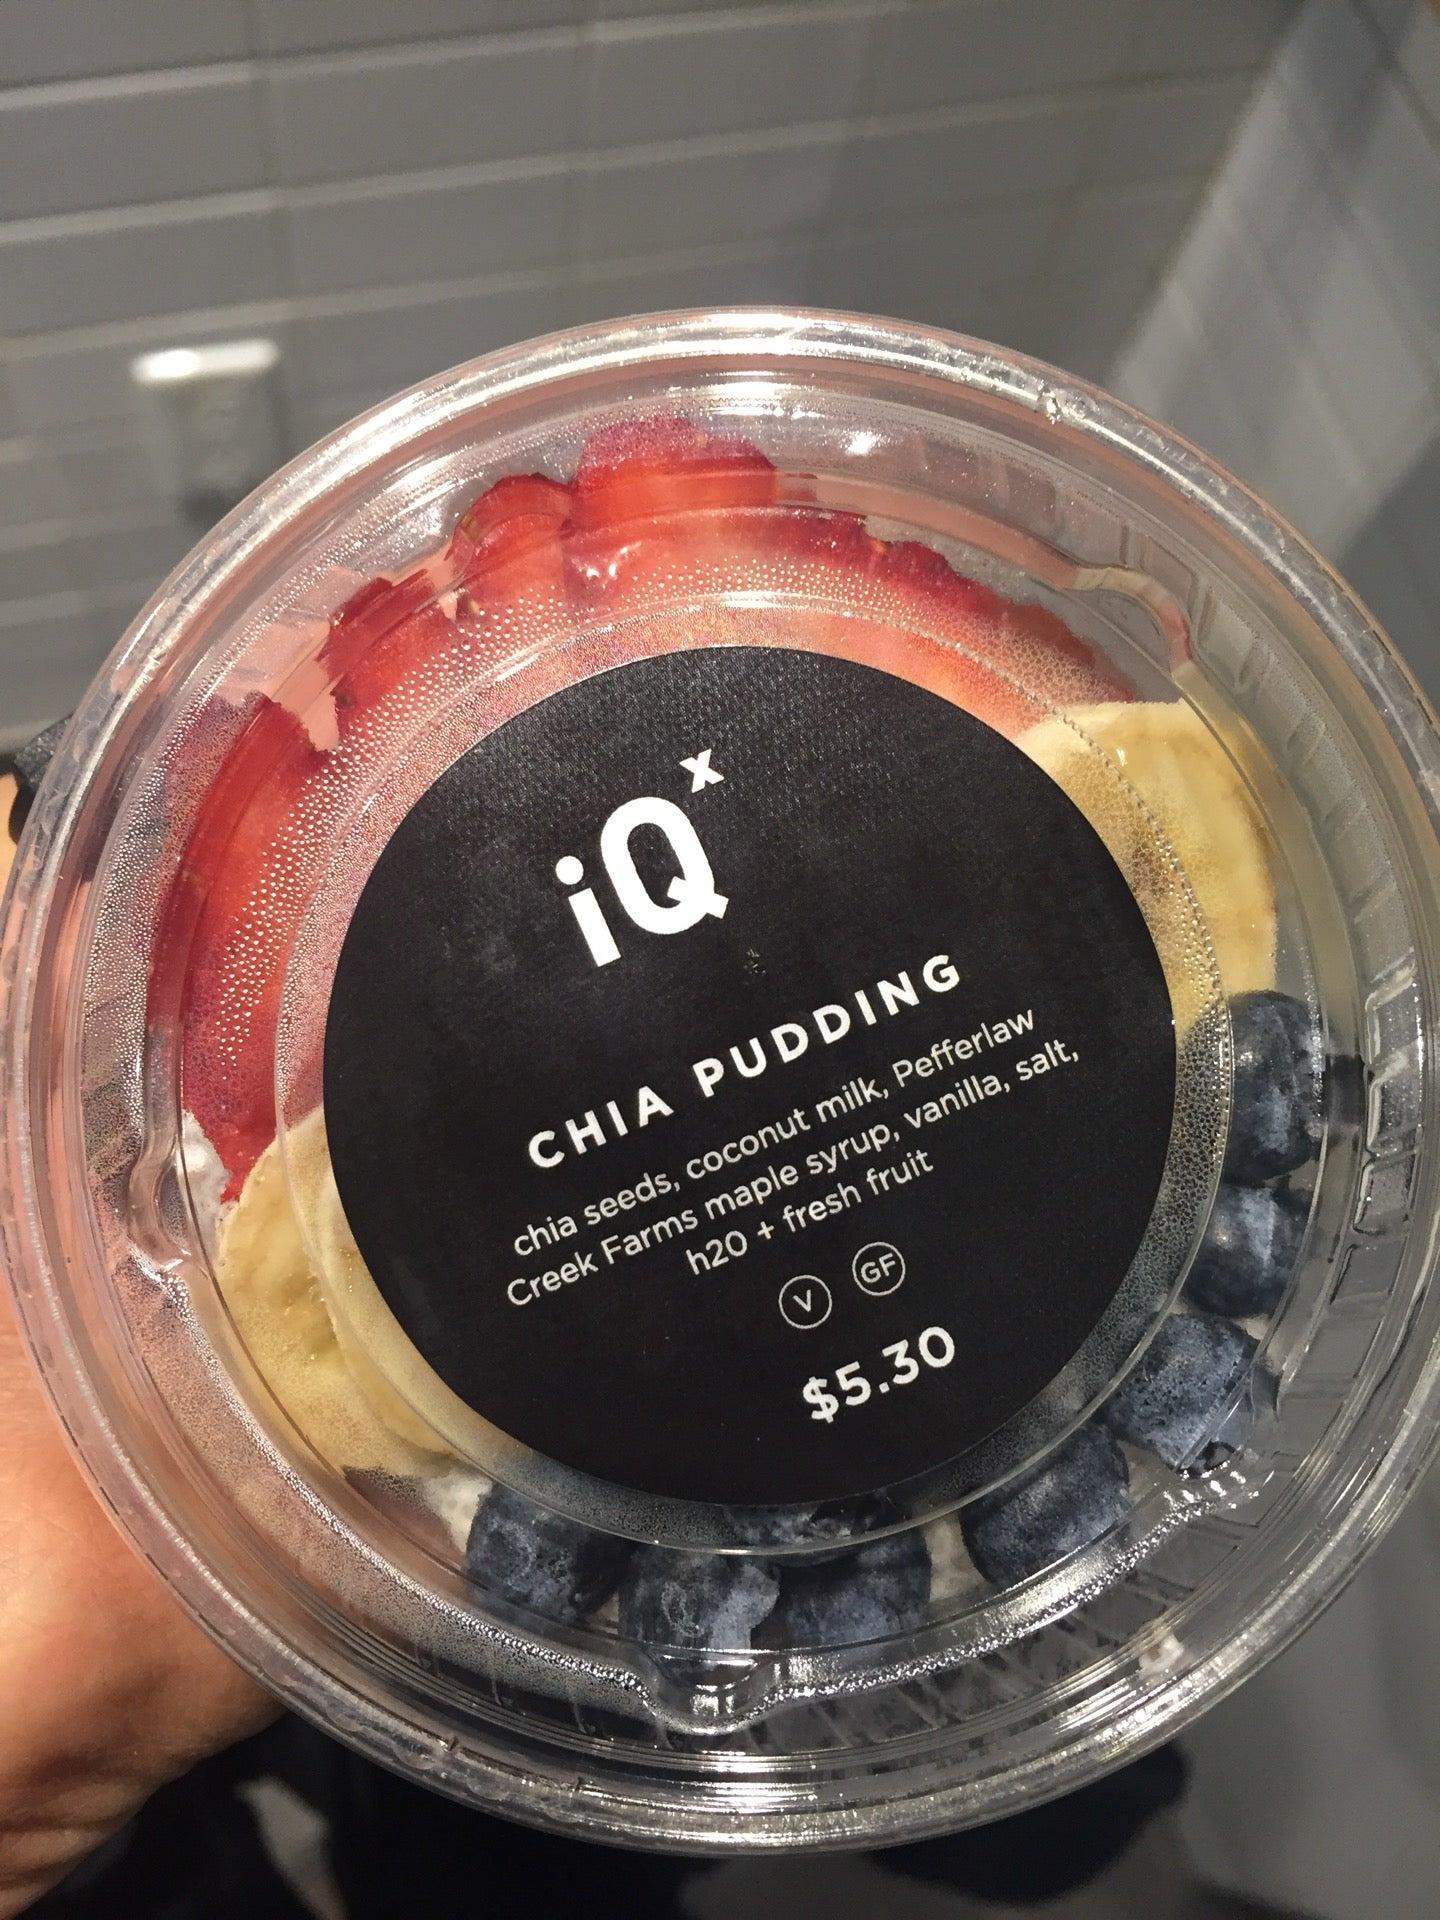 iQx
CHIA PUDDING
chia seeds, coconut milk, Pefferlaw
Creek Farms maple syrup, vanilla, salt,
h20 + fresh fruit
V GF
$5.30